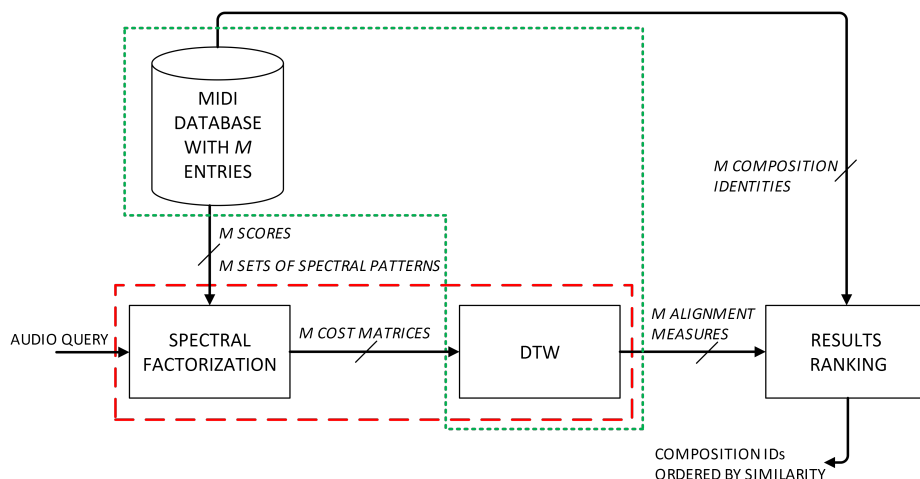 MIDI
DATABASE
WITH M
ENTRIES
M COMPOSITION
IDENTITIES
M SCORES
M SETS OF SPECTRAL PATTERNS
AUDIO QUERY
SPECTRAL
FACTORIZATION
M COST MATRICES
DTW
M ALIGNMENT
MEASURES
RESULTS
RANKING
COMPOSITION IDs
ORDERED BY SIMILARITY